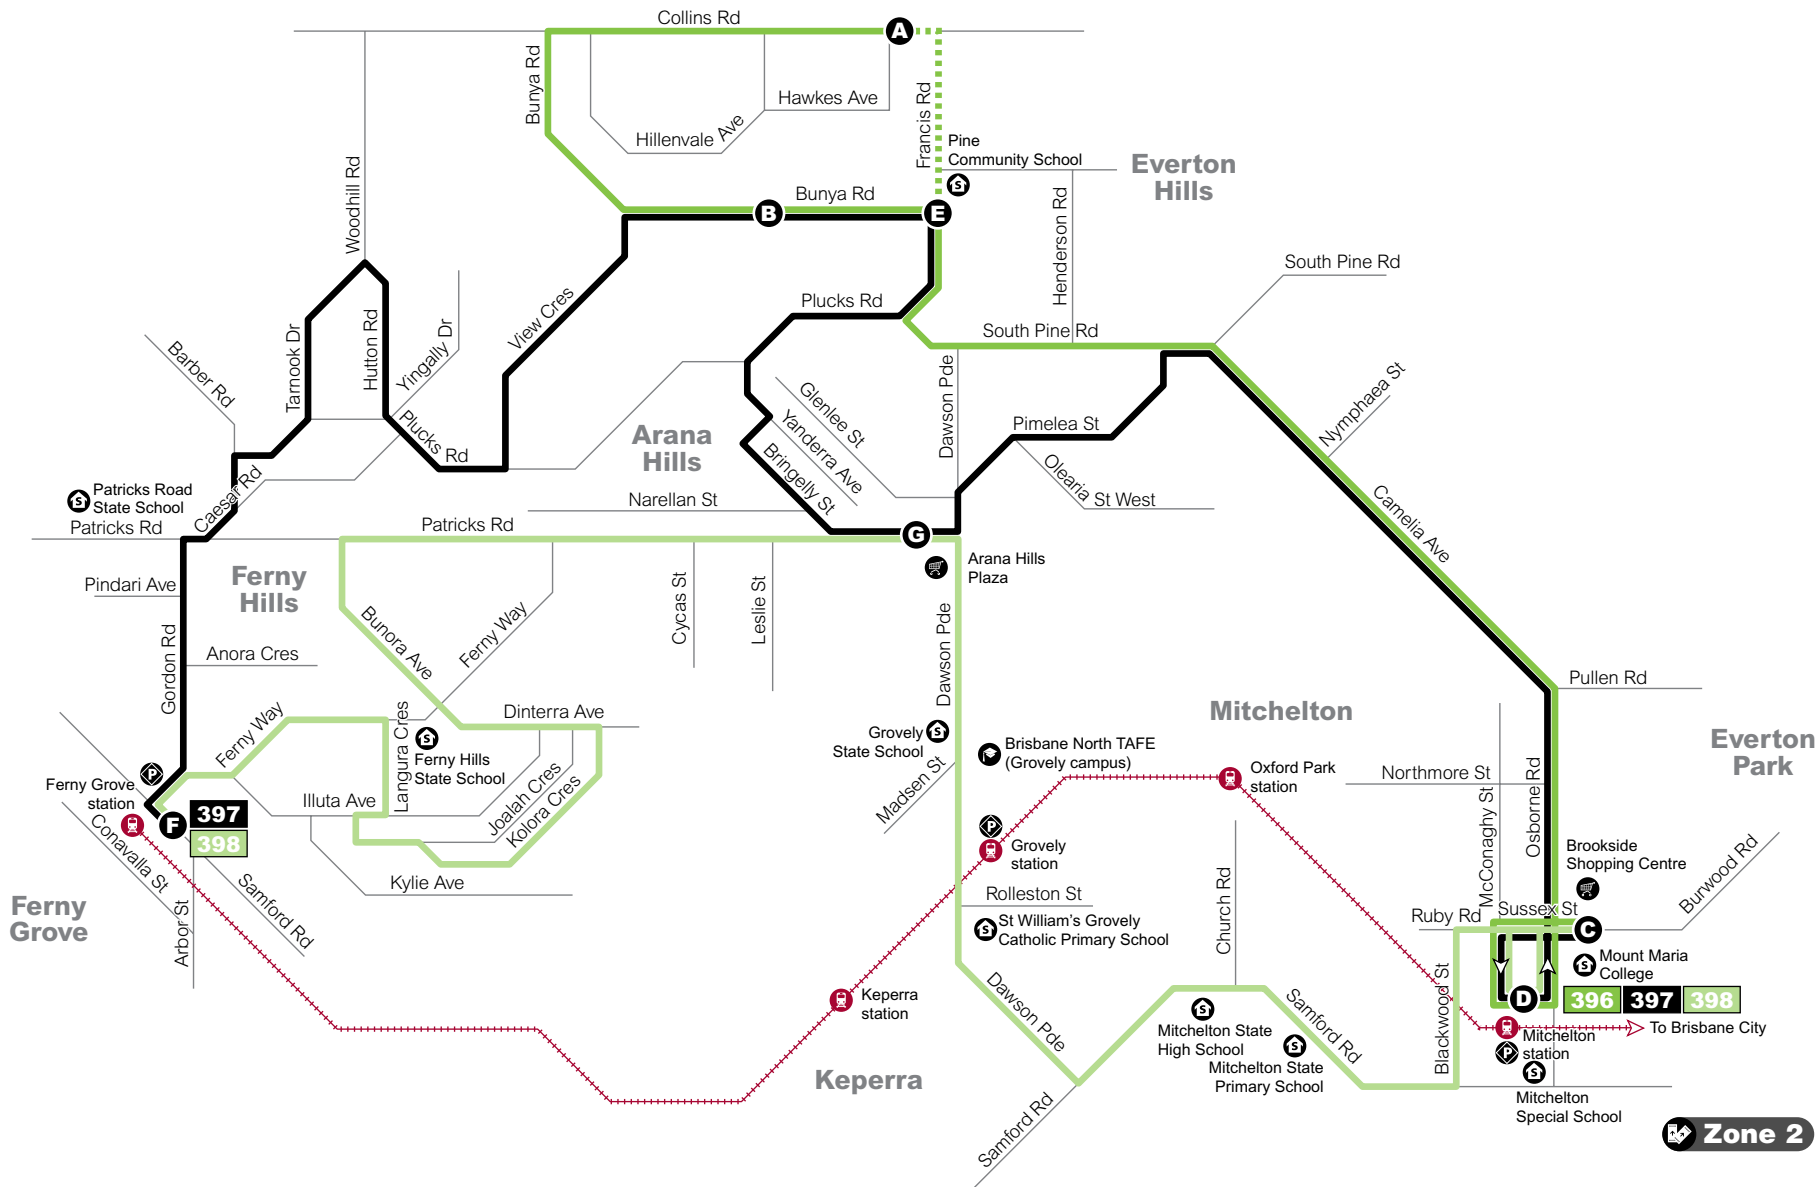 Collins Rd
A
Bunya Rd
Hawkes Ave
Hillenvale Ave
Francis Rd
Pine
Community School
S
Everton
Hills
Woodhill Rd
Bunya Rd
B
E
Henderson Rd
South Pine Rd
Plucks Rd
South Pine Rd
View Cres
Tarnook Dr
Hutton Rd
Yingally Dr
Barber Rd
Plucks
Rd
Arana
Hills
Glenlee St
Yanderra Ave
Bringelly St
Dawson Pde
Pimelea St
Olearia
St West
Nymphaea St
Camelia Ave
S
Patricks Road
State School
Caesar Rd
Patricks Rd
Narellan St
Patricks Rd
G
Arana Hills
Plaza
Pindari Ave
Ferny
Hills
Bunora Ave
Ferny Way
Cycas St
Leslie St
Dawson Pde
Gordon Rd
Anora Cres
Pullen Rd
Dinterra Ave
Mitchelton
Ferny Way
Langura Cres
S
Ferny Hills
State School
Grovely
State School
S
Brisbane North TAFE
(Grovely campus)
Oxford Park
station
Northmore St
Everton
Park
P
Ferny Grove
station
F
397
398
Illuta Ave
Joalah Cres
Kolora Cres
Madsen St
P
Grovely
station
McConaghy St
Osborne Rd
Brookside
Shopping Centre
Burwood Rd
Conavalla St
Samford Rd
Arbor St
Kylie Ave
Rolleston St
Ferny
Grove
S
St William's Grovely
Catholic Primary School
Church Rd
Ruby Rd
Sussex St
C
S
Mount Maria
College
Blackwood St
D
396
397
398
Keperra
station
Dawson Pde
S
Mitchelton State
High School
Samford Rd
S
Mitchelton State
Primary School
To Brisbane City
Mitchelton
station
P
S
Mitchelton
Special School
Keperra
Samford Rd
Zone 2